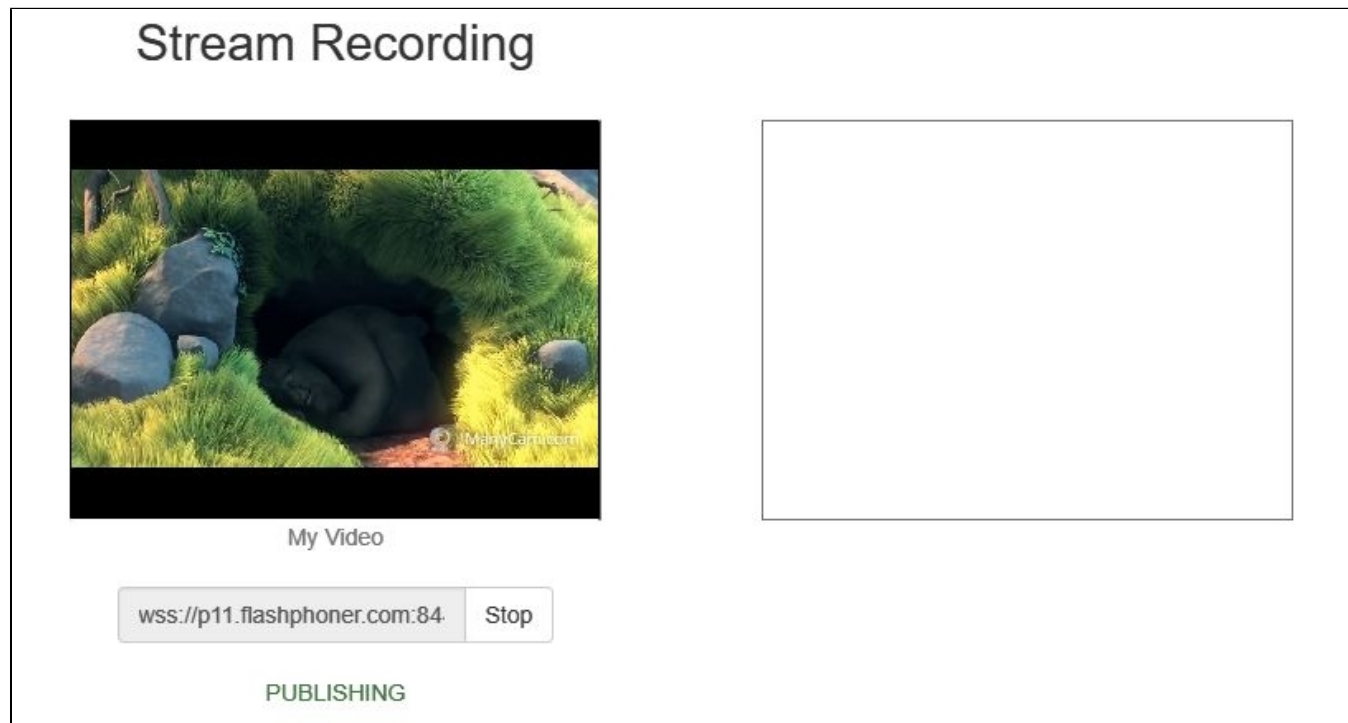 Stream Recording
ManyCam.com
My Video
wss://p11.flashphoner.com:84
Stop
PUBLISHING